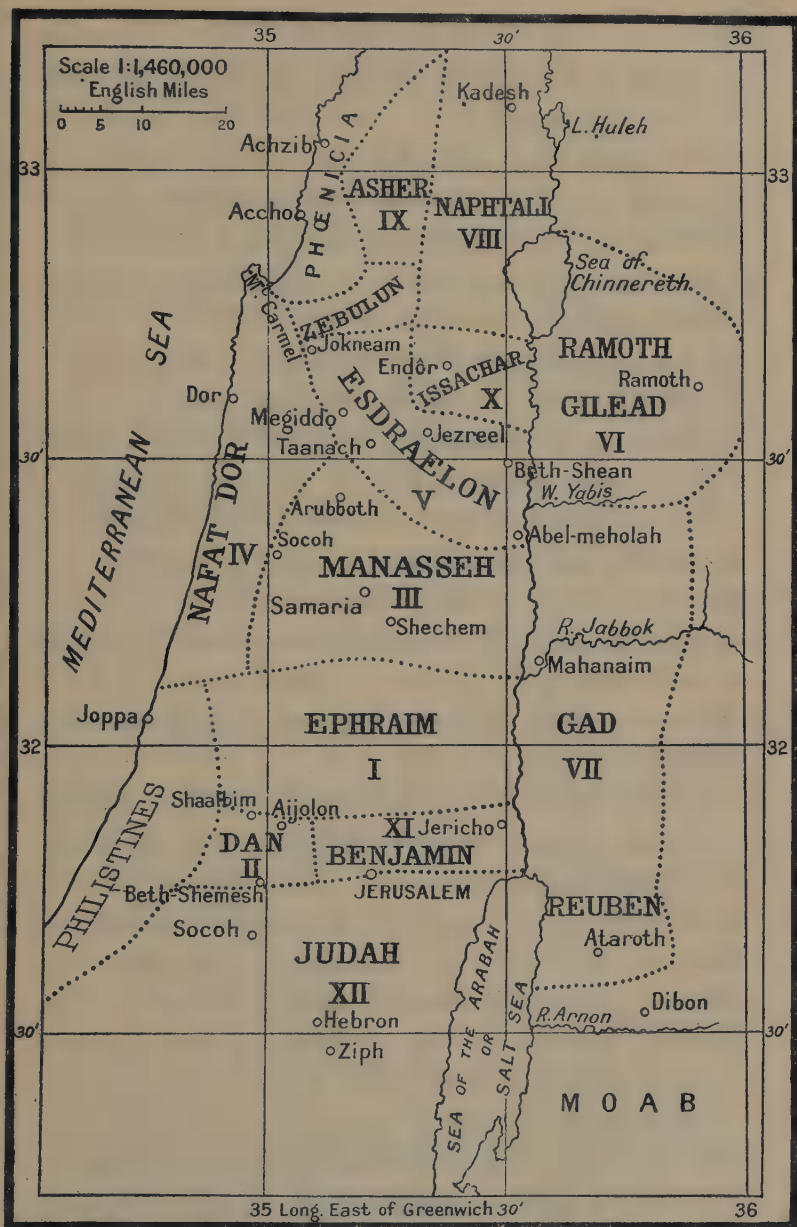 35 30′ 36
Scale 1:1,460,000
English Miles
0 5 10 20
Kadesh
L. Huleh
Achzib
33 33
PHŒNICIA
ASHER
IX
NAPHTALI
VIII
Accho
Sea of
Chinnereth
M. Carmel
ZEBULUN
Jokneam
Endôr
ISSACHAR
X
RAMOTH
GILEAD
VI
Ramoth
MEDITERRANEAN SEA
Dor
Megiddo
Taanach
ESDRAELON
V
Jezreel
30′ 30′
Beth-Shean
W. Yabis
NAFAT DOR
IV
Arubboth
Socoh
Abel-meholah
MANASSEH
III
Samaria
Shechem
R. Jabbok
Mahanaim
Joppa
EPHRAIM
I
GAD
VII
32 32
PHILISTINES
Shaalbim
Aijolon
DAN
II
XI
Jericho
BENJAMIN
Beth-Shemesh
JERUSALEM
Socoh
REUBEN
Ataroth
JUDAH
XII
SEA OF THE ARABAH
OR
SALT SEA
Hebron
Dibon
R. Arnon
30′ 30′
Ziph
MOAB
35 Long. East of Greenwich 30′ 36